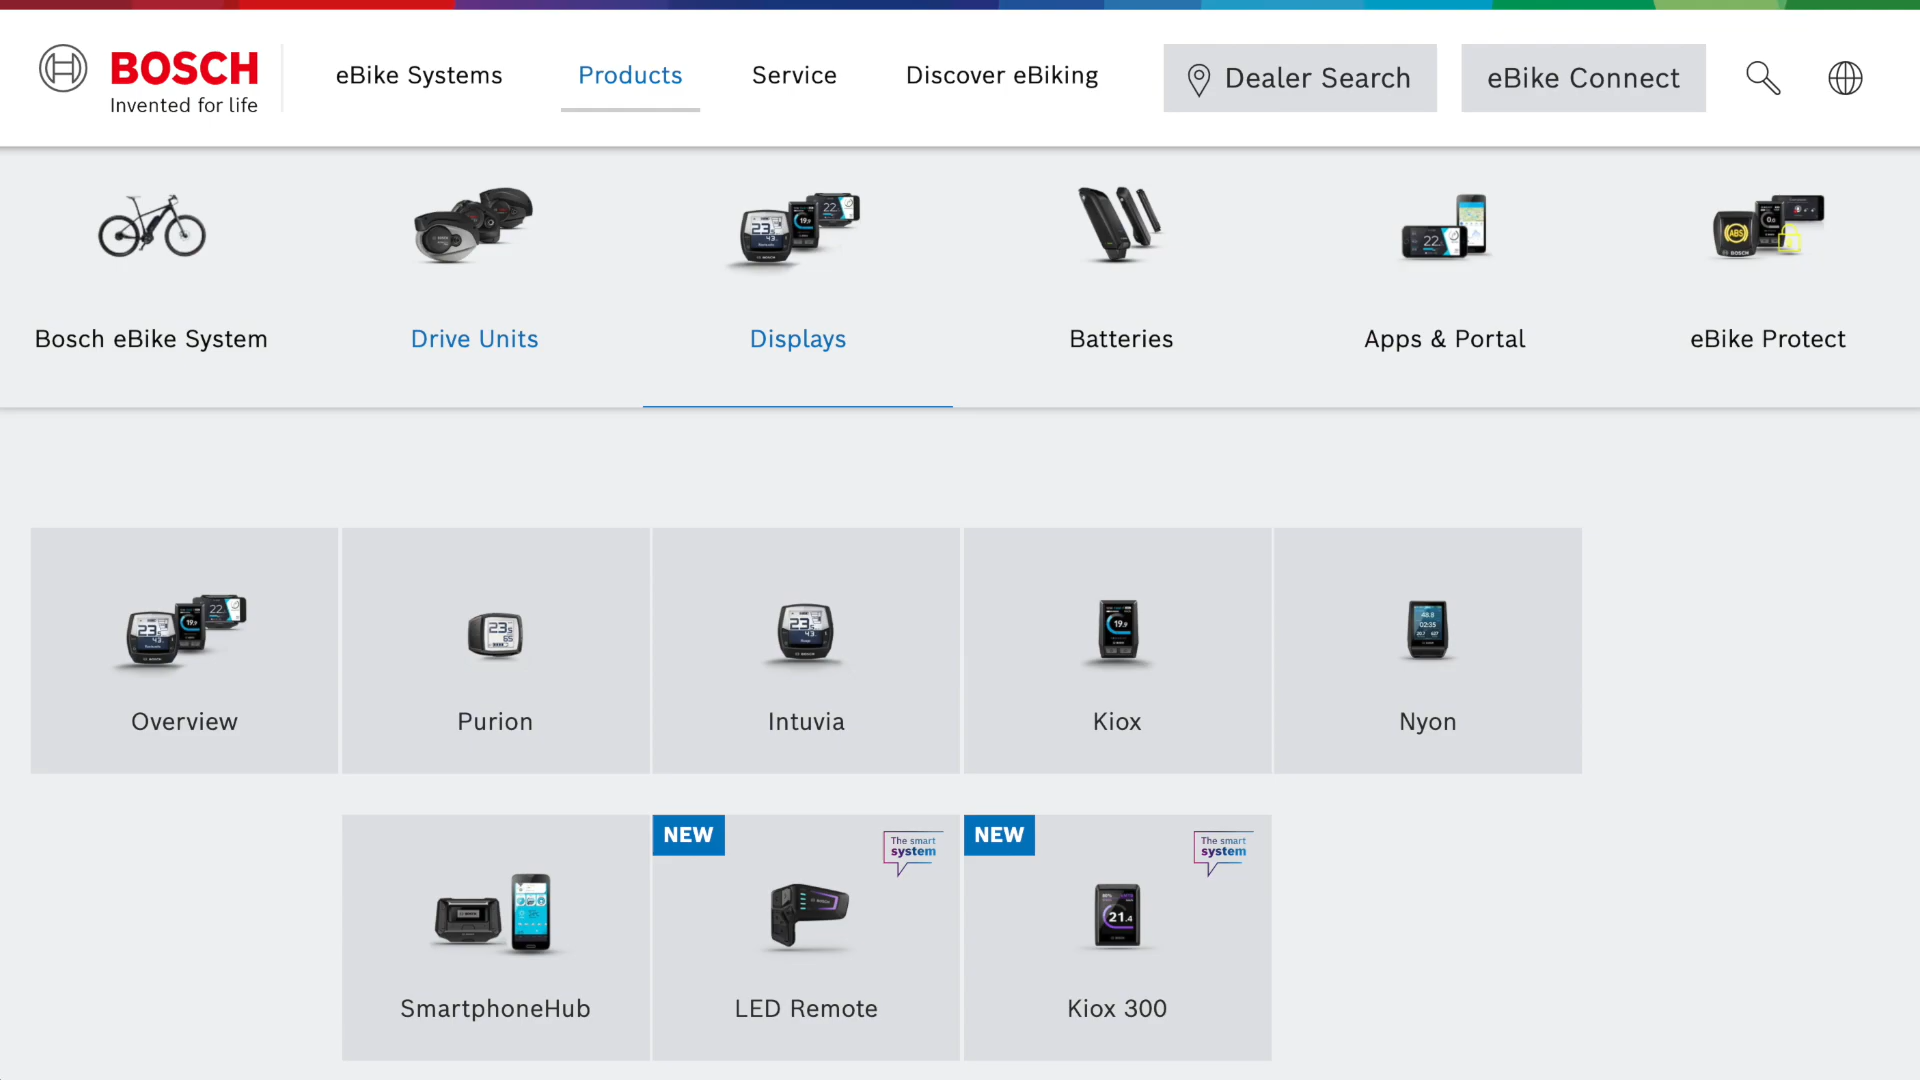 BOSCH
Invented for life
eBike Systems
Products
Service
Discover eBiking
Dealer Search
eBike Connect
Bosch eBike System
Drive Units
Displays
Batteries
Apps & Portal
eBike Protect
Overview
Purion
Intuvia
Kiox
Nyon
SmartphoneHub
NEW
The smart
system
LED Remote
NEW
The smart
system
Kiox 300